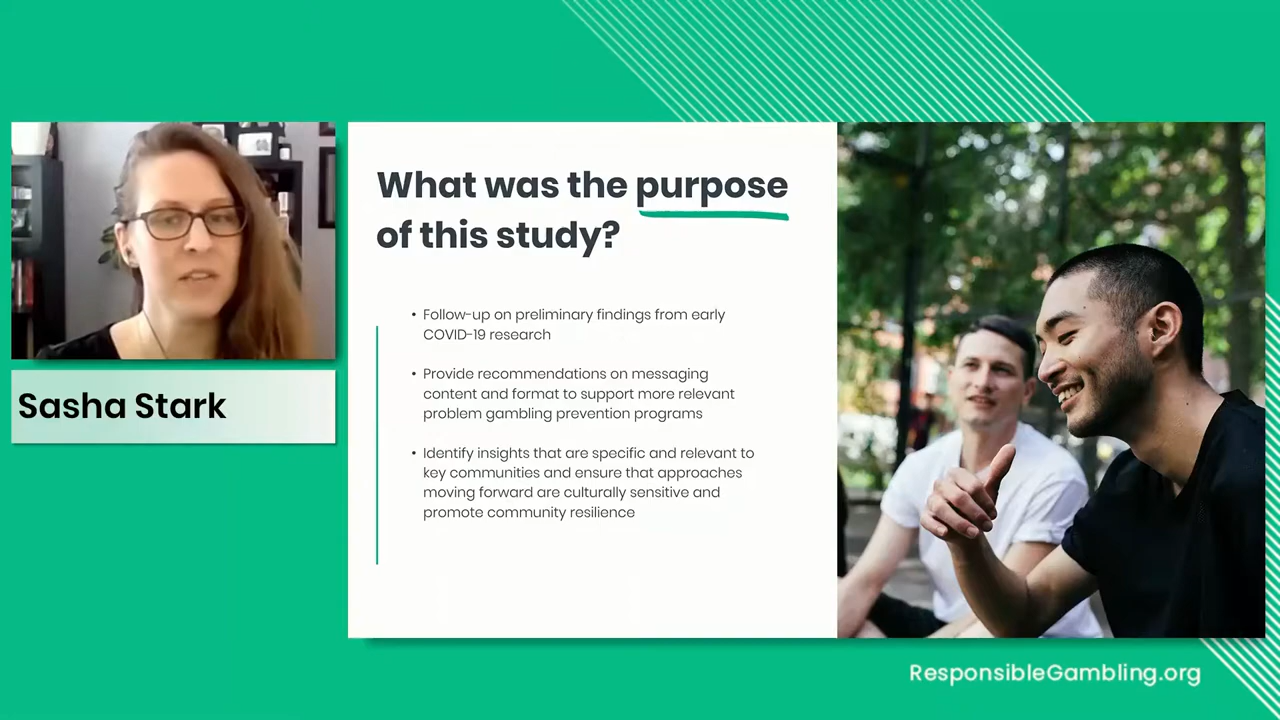 What was the purpose
of this study?
• Follow-up on preliminary findings from early
COVID-19 research
• Provide recommendations on messaging
content and format to support more relevant
problem gambling prevention programs
• Identify insights that are specific and relevant to
key communities and ensure that approaches
moving forward are culturally sensitive and
promote community resilience
Sasha Stark
ResponsibleGambling.org